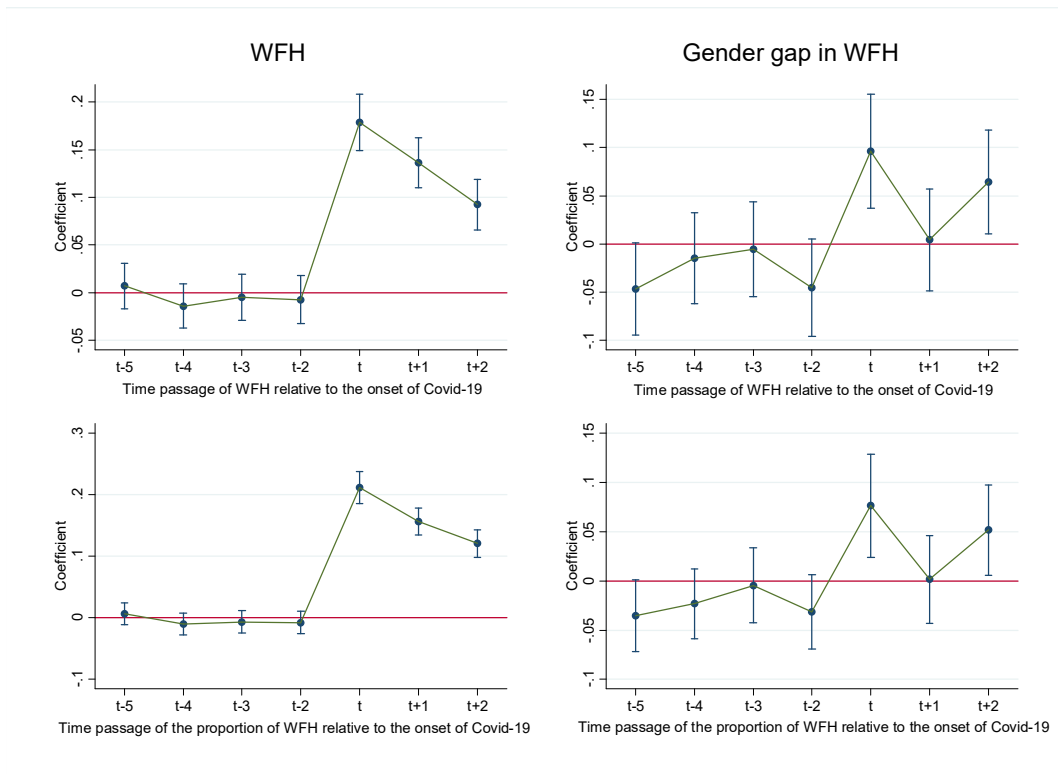 WFH
Coefficient
.2
.15
.1
.05
0
-.05
t-5 t-4 t-3 t-2 t t+1 t+2
Time passage of WFH relative to the onset of Covid-19
Gender gap in WFH
Coefficient
.15
.1
.05
0
-.05
-.1
t-5 t-4 t-3 t-2 t t+1 t+2
Time passage of WFH relative to the onset of Covid-19
Coefficient
.3
.2
.1
0
-.1
t-5 t-4 t-3 t-2 t t+1 t+2
Time passage of the proportion of WFH relative to the onset of Covid-19
Coefficient
.15
.1
.05
0
-.05
-.1
t-5 t-4 t-3 t-2 t t+1 t+2
Time passage of the proportion of WFH relative to the onset of Covid-19